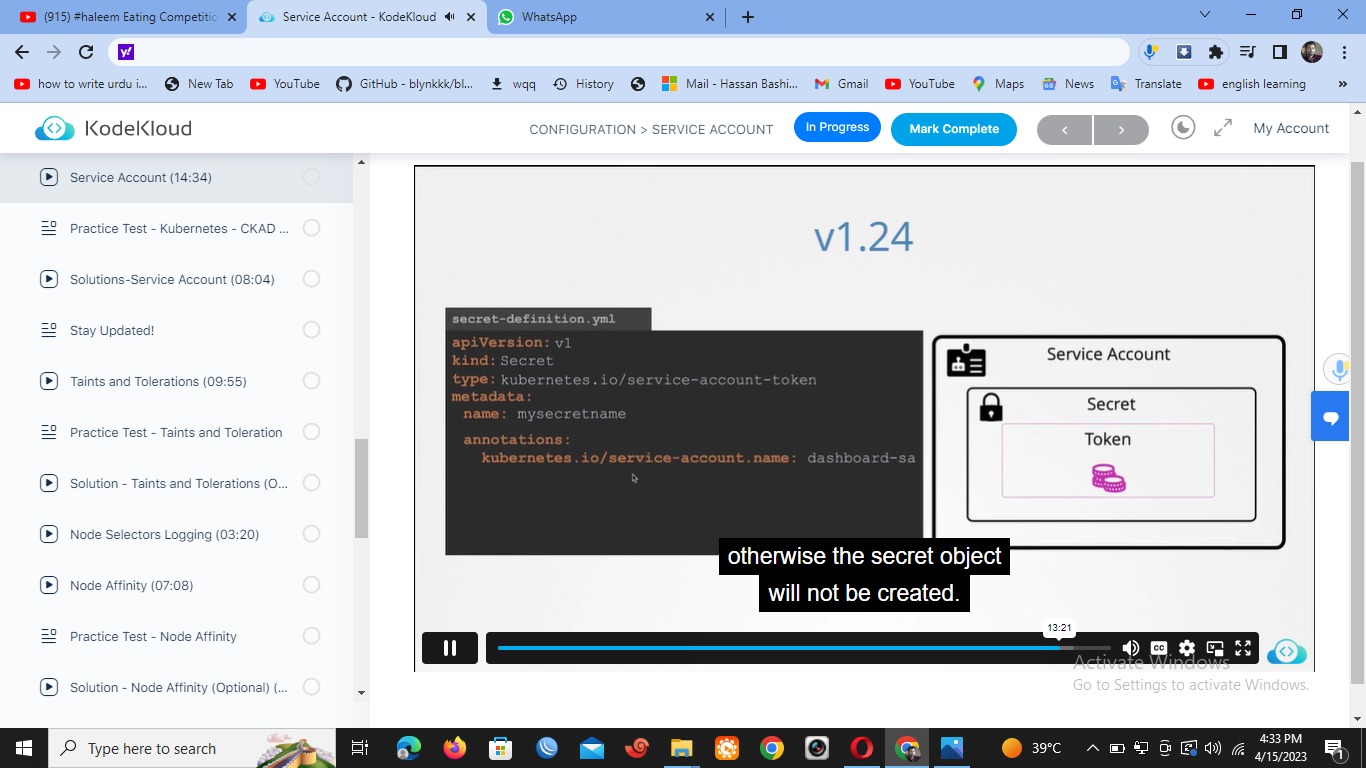 (915) #haleem Eating Competitio
Service Account - KodeKloud
WhatsApp
y!
how to write urdu i...
New Tab
YouTube
GitHub - blynkkk/bl...
wqq
History
Mail - Hassan Bashi...
Gmail
YouTube
Maps
News
Translate
english learning
»
KodeKloud
CONFIGURATION > SERVICE ACCOUNT
In Progress
Mark Complete
<
>
My Account
Service Account (14:34)
Practice Test - Kubernetes - CKAD ...
Solutions-Service Account (08:04)
Stay Updated!
Taints and Tolerations (09:55)
Practice Test - Taints and Toleration
Solution - Taints and Tolerations (O...
Node Selectors Logging (03:20)
Node Affinity (07:08)
Practice Test - Node Affinity
Solution - Node Affinity (Optional) (...
v1.24
secret-definition.yml
apiVersion: v1
kind: Secret
type: kubernetes.io/service-account-token
metadata:
name: mysecretname
annotations:
kubernetes.io/service-account.name: dashboard-sa
Service Account
Secret
Token
otherwise the secret object
will not be created.
13:21
CC
Activate Windows
Go to Settings to activate Windows.
Type here to search
39°C
4:33 PM
4/15/2023
1